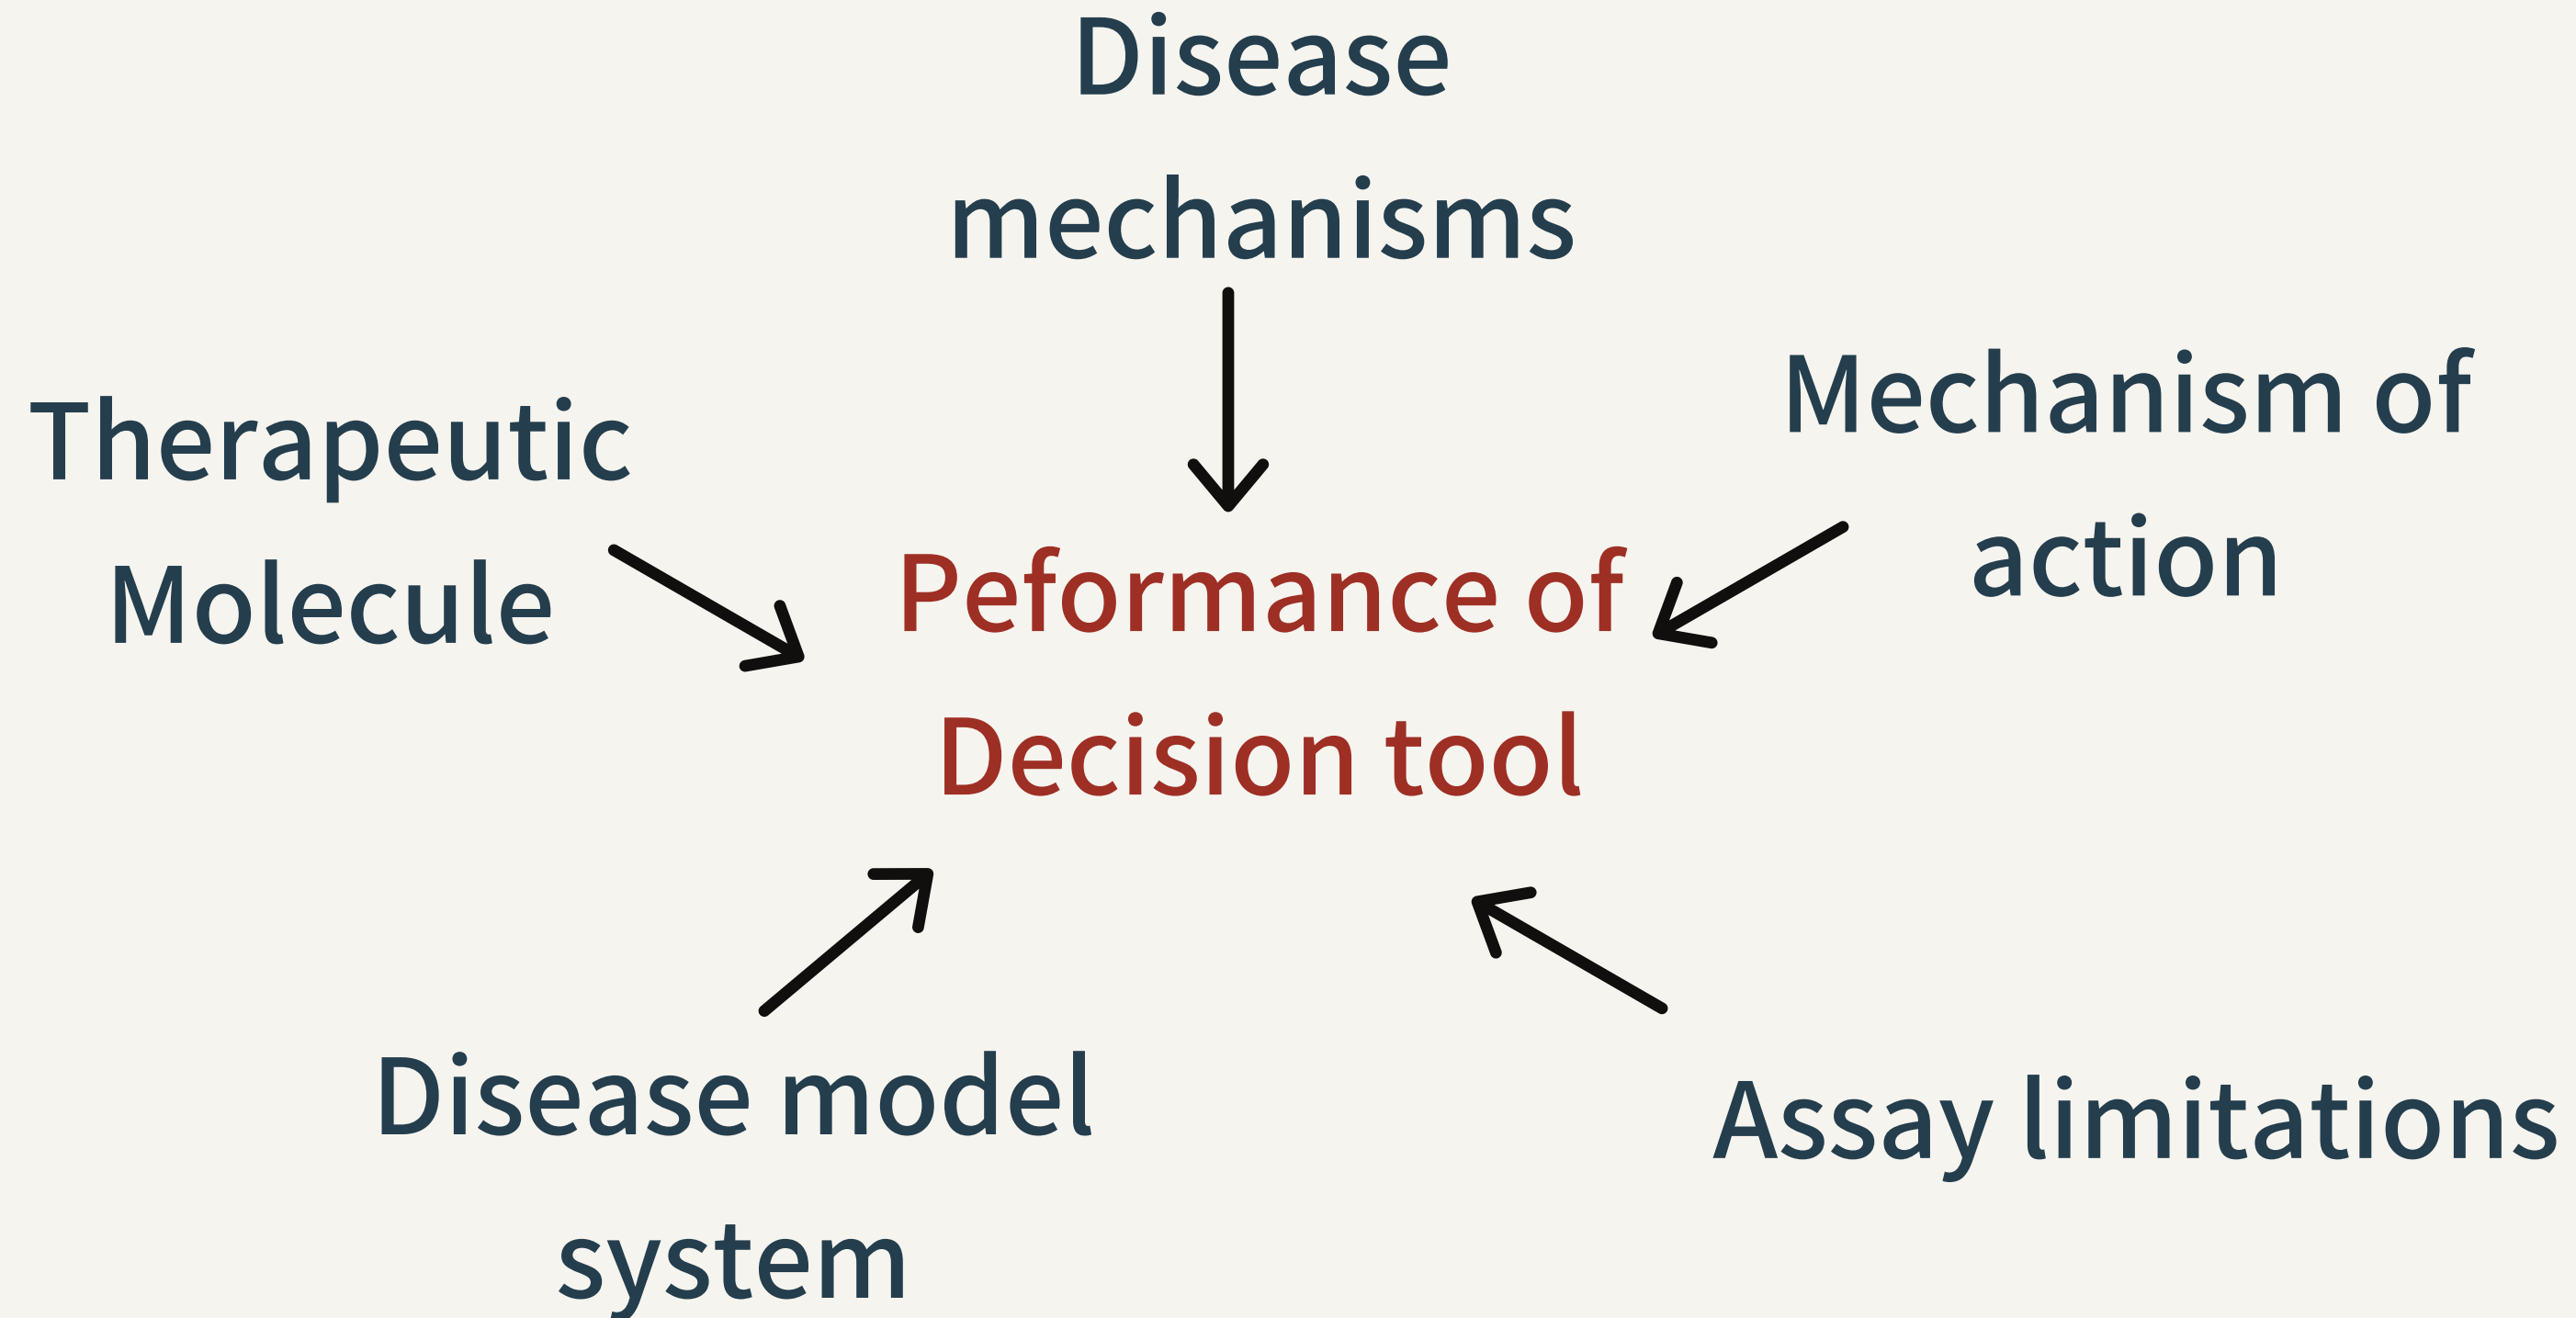 Disease
mechanisms
Therapeutic
Molecule
Mechanism of
action
Peformance of
Decision tool
Disease model
system
Assay limitations